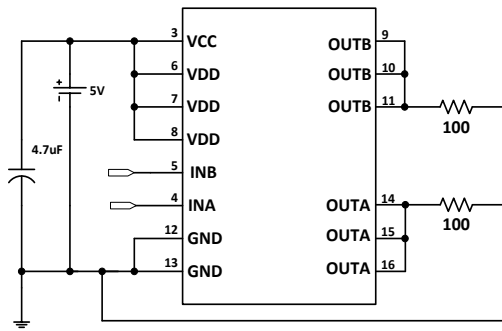 3 VCC OUTB 9
6 VDD OUTB 10
7 VDD OUTB 11
8 VDD
5 INB
4 INA OUTA 14
12 GND OUTA 15
13 GND OUTA 16
+ 5V
-
4.7uF
100
100